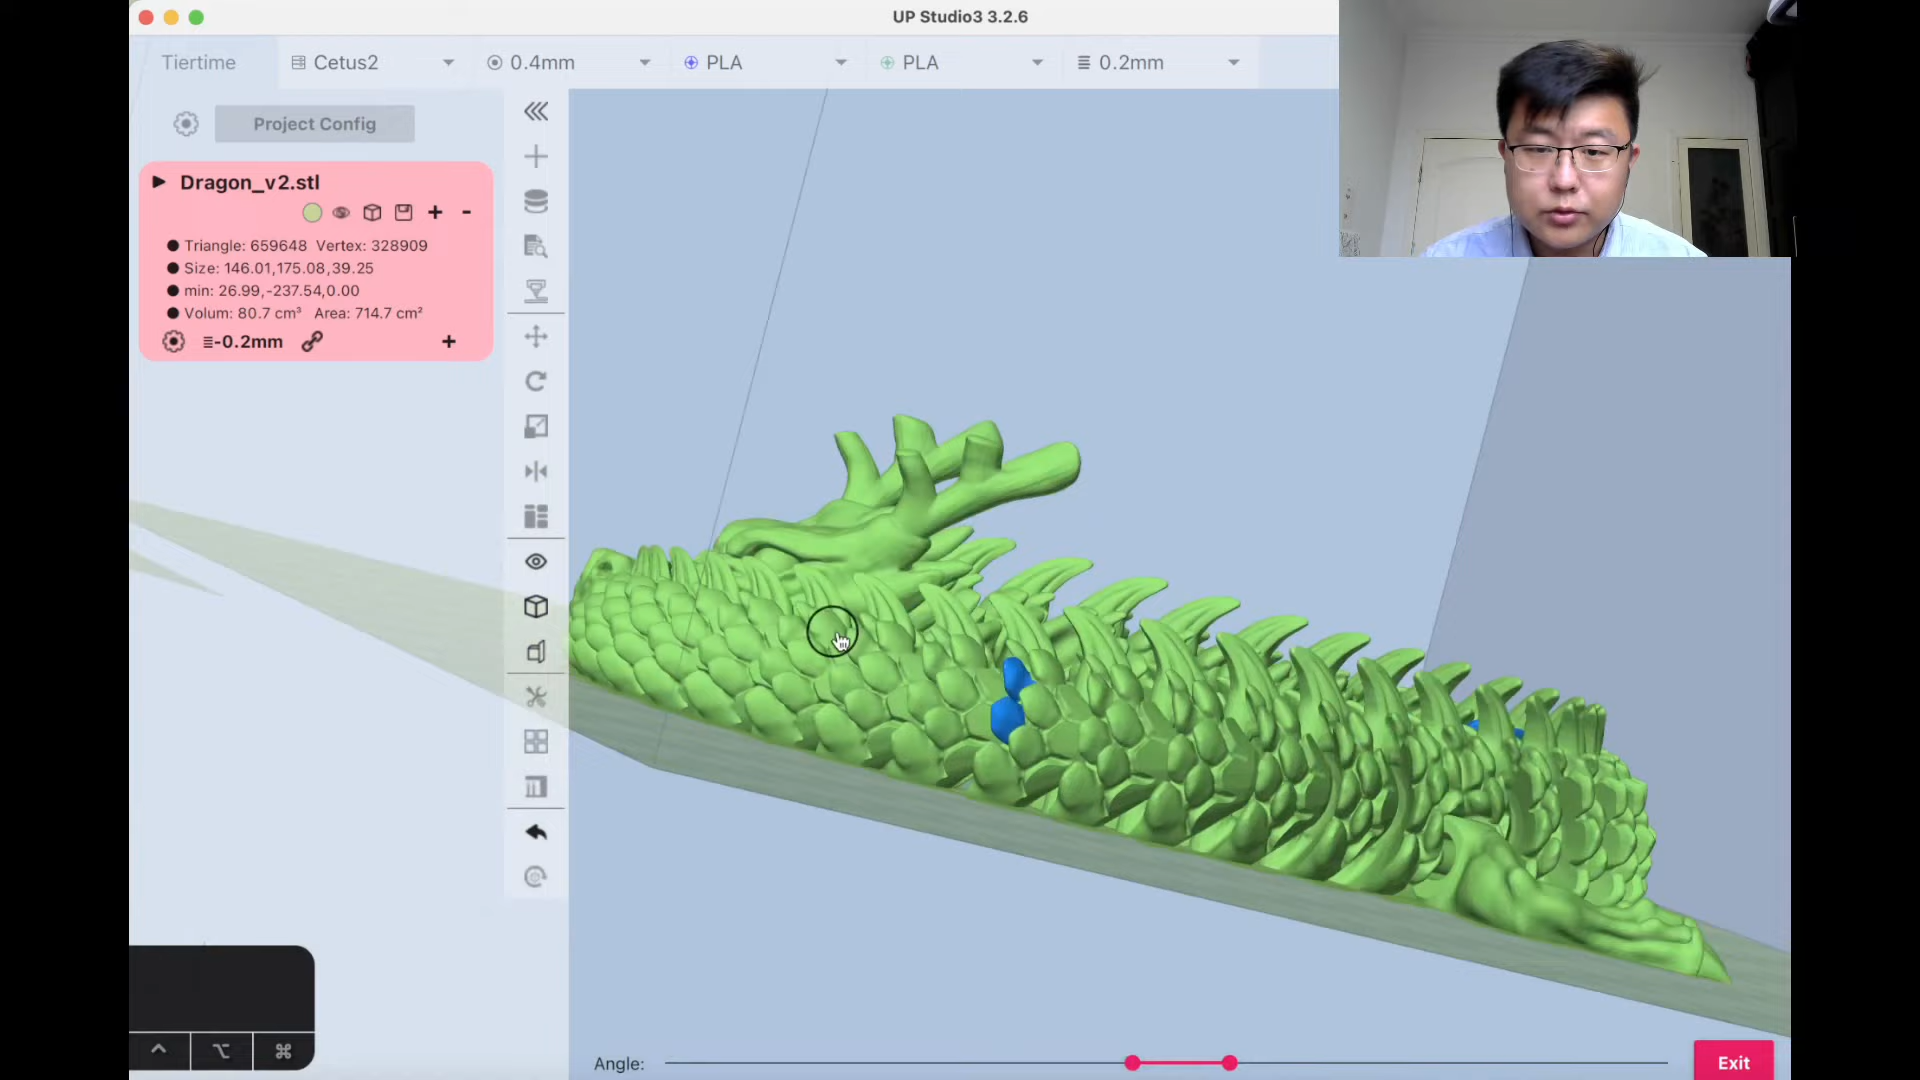 UP Studio3 3.2.6
Tiertime Cetus2 0.4mm PLA PLA 0.2mm
Project Config
Dragon_v2.stl
Triangle: 659648 Vertex: 328909
Size: 146.01,175.08,39.25
min: 26.99,-237.54,0.00
Volum: 80.7 cm³ Area: 714.7 cm²
-0.2mm
Angle:
Exit